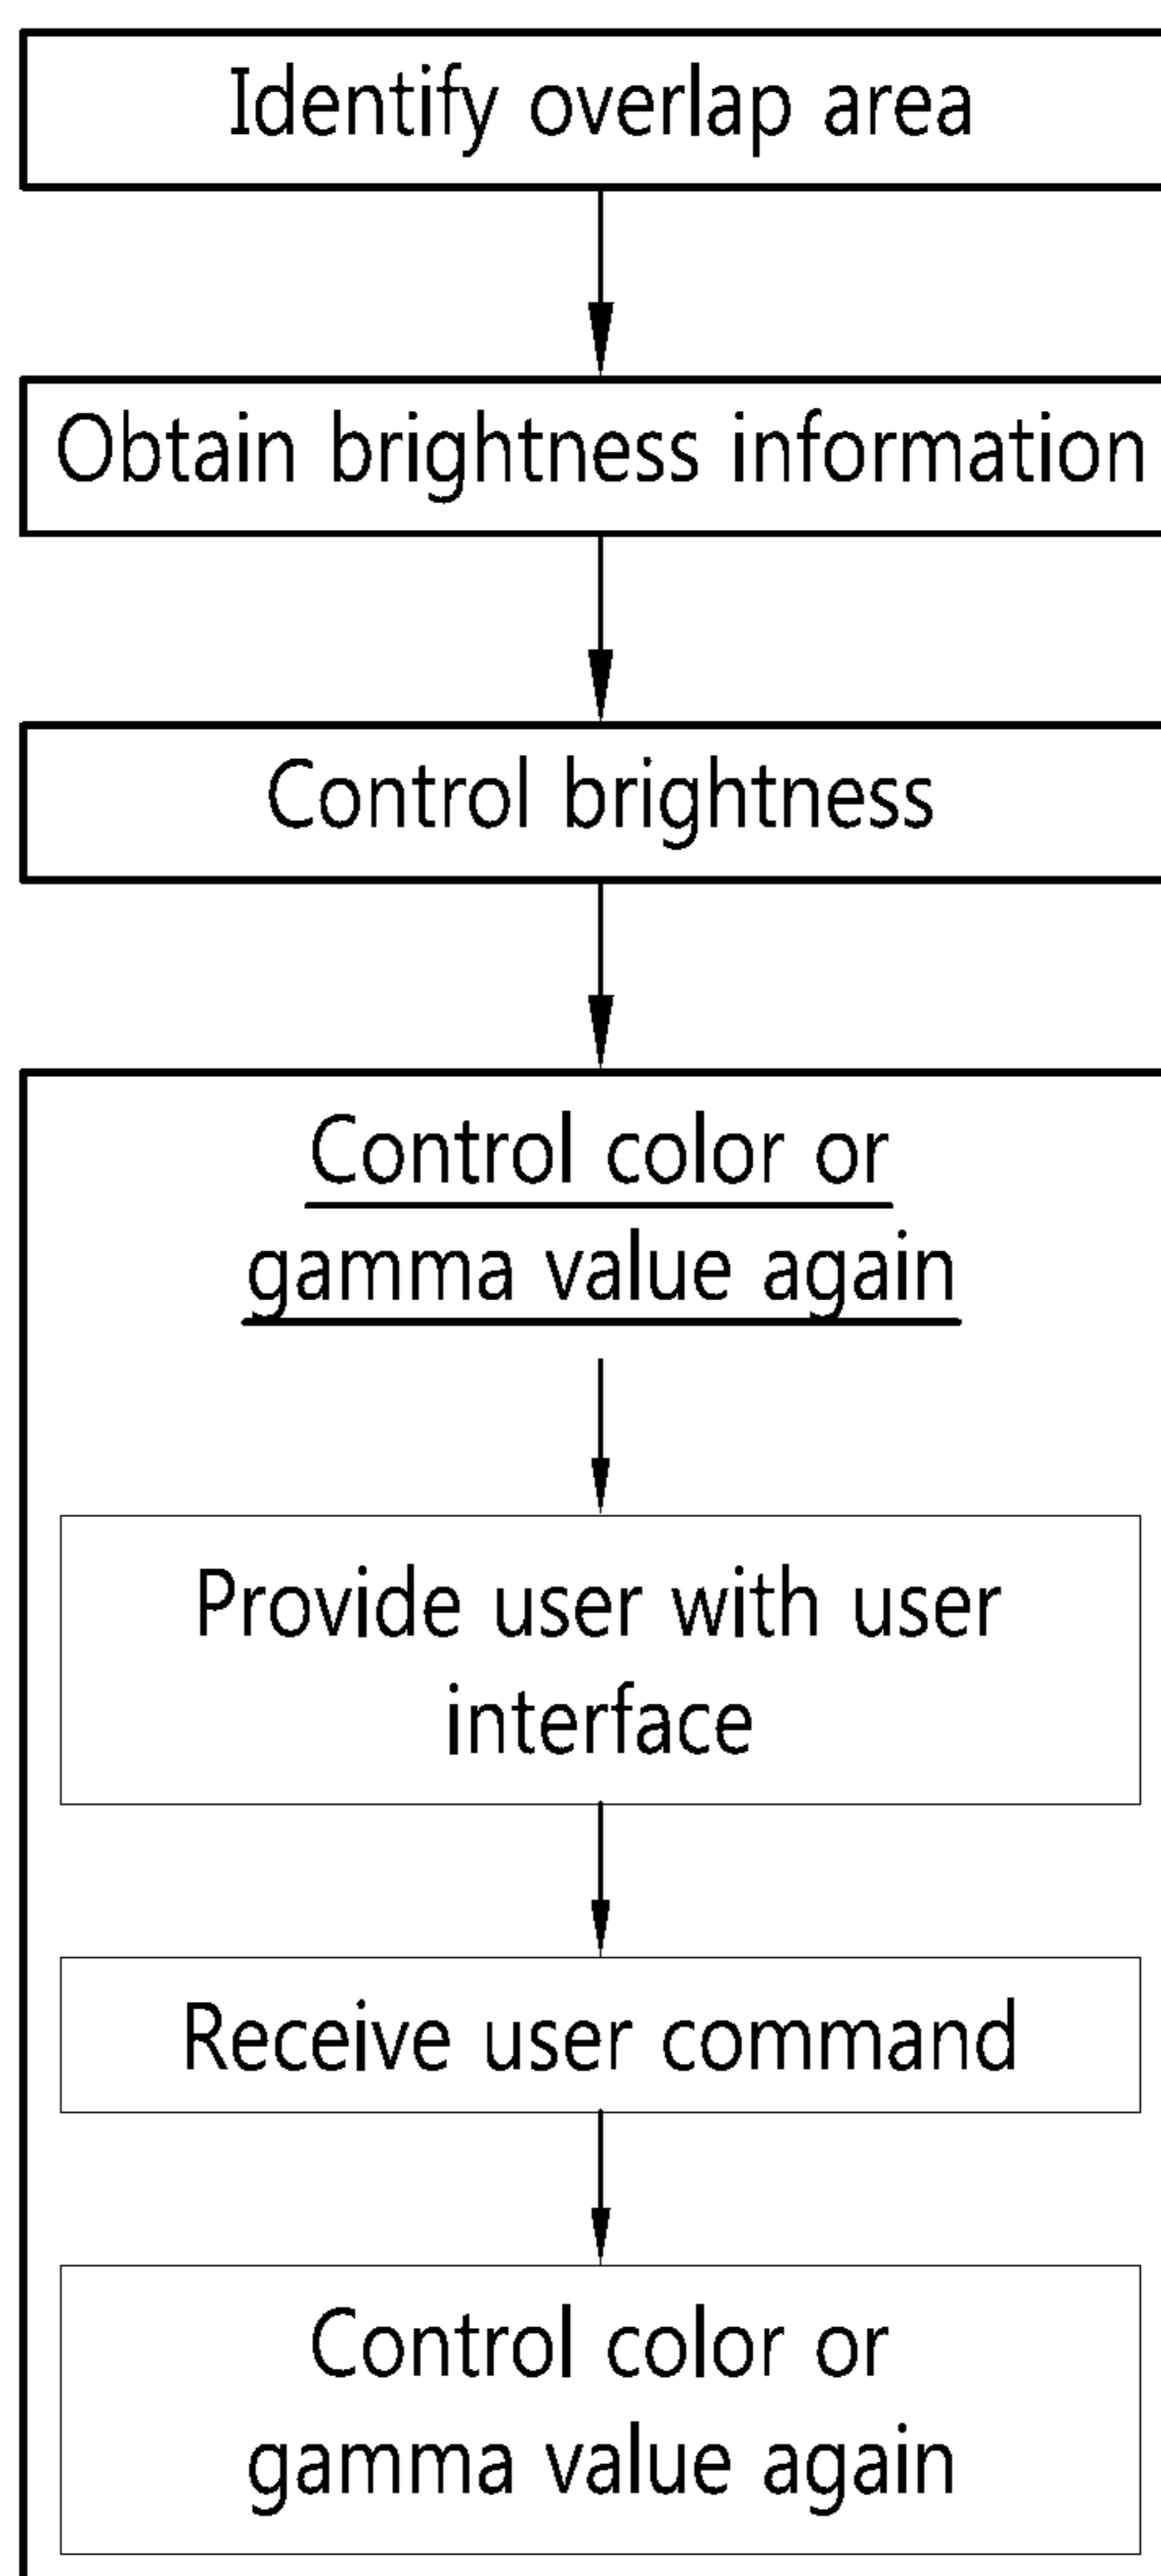 Identify overlap area
Obtain brightness information
Control brightness
Control color or
gamma value again
Provide user with user
interface
Receive user command
Control color or
gamma value again